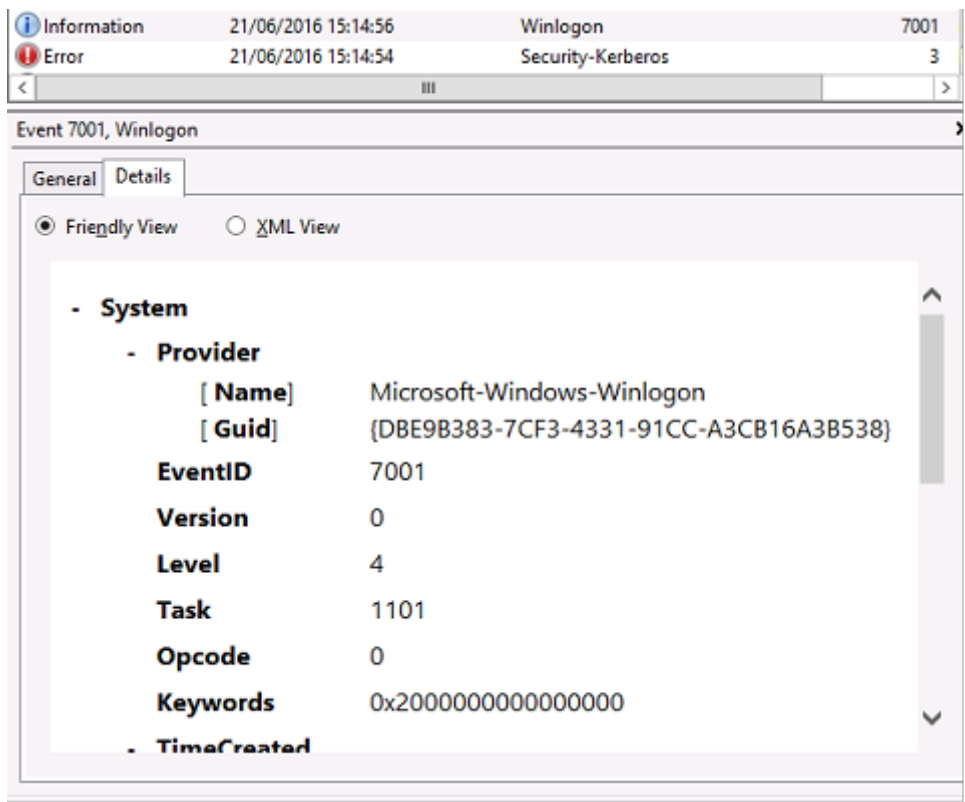 Information 21/06/2016 15:14:56 Winlogon 7001
Error 21/06/2016 15:14:54 Security-Kerberos 3
Event 7001, Winlogon
General Details
Friendly View XML View
- System
- Provider
[ Name] Microsoft-Windows-Winlogon
[ Guid] {DBE9B383-7CF3-4331-91CC-A3CB16A3B538}
EventID 7001
Version 0
Level 4
Task 1101
Opcode 0
Keywords 0x2000000000000000
- TimeCreated